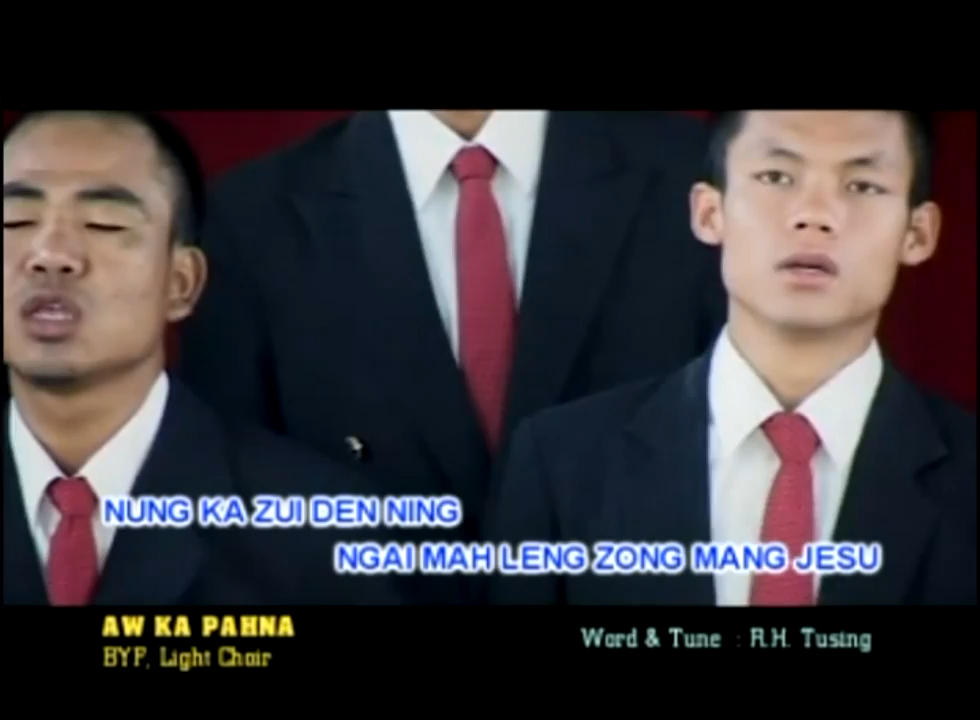 NUNG KA ZUI DEN NING
NGAI MAH LENG ZONG MANG JESU
AW KA PAHNA
BYF, Light Choir
Word & Tune : R.H. Tusing